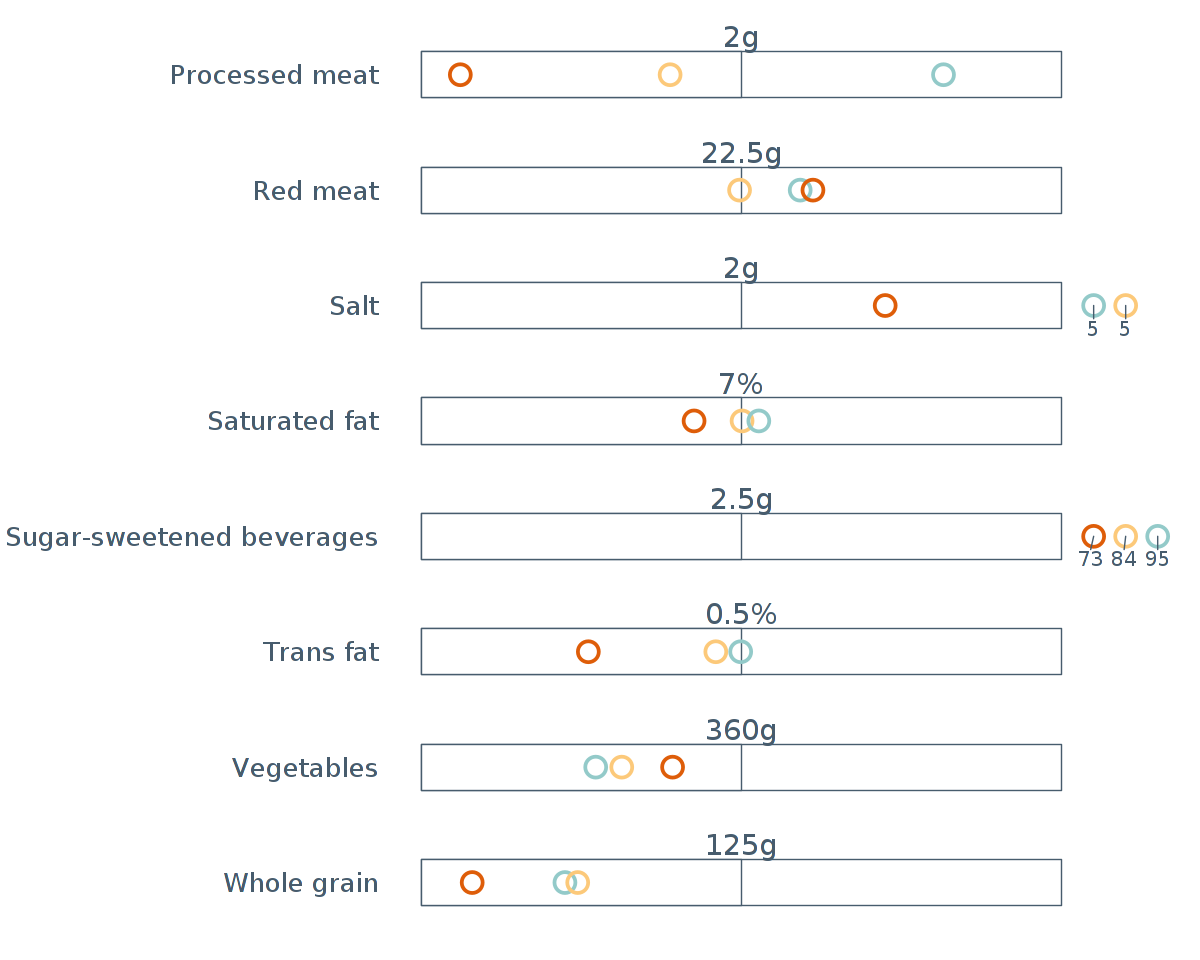 2g
Processed meat
22.5g
Red meat
2g
Salt
5 5
7%
Saturated fat
2.5g
Sugar-sweetened beverages
73 84 95
0.5%
Trans fat
360g
Vegetables
125g
Whole grain